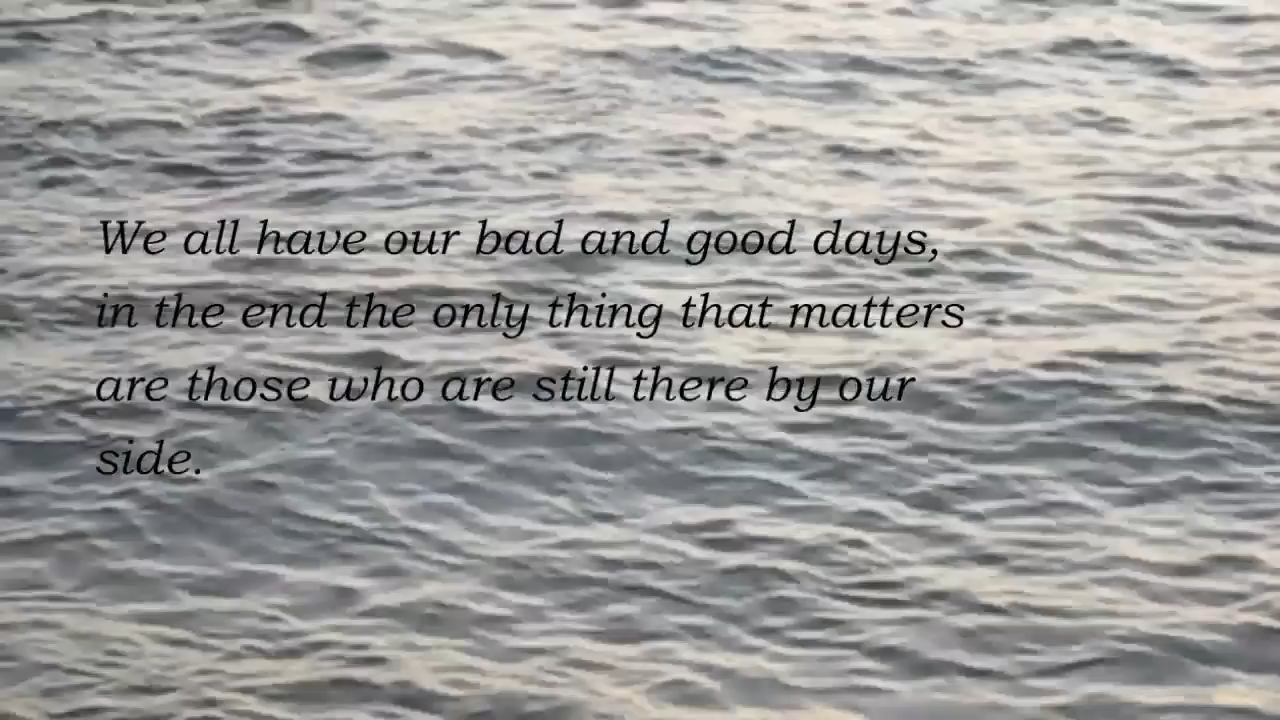 We all have our bad and good days,
in the end the only thing that matters
are those who are still there by our
side.